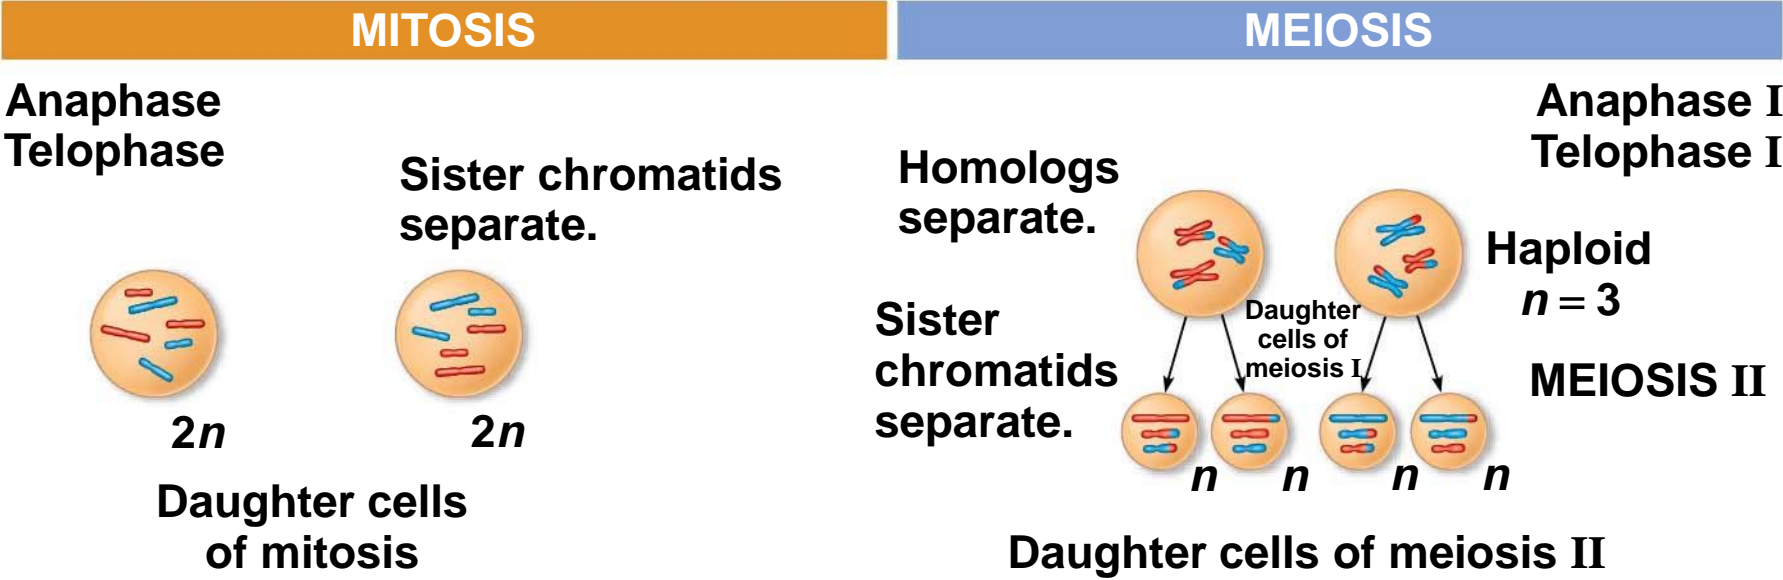 MITOSIS
Anaphase
Telophase
Sister chromatids
separate.
2n
2n
Daughter cells
of mitosis
MEIOSIS
Anaphase I
Telophase I
Homologs
separate.
Haploid
n = 3
Daughter
cells of
meiosis I
Sister
chromatids
separate.
MEIOSIS II
n
n
n
n
Daughter cells of meiosis II